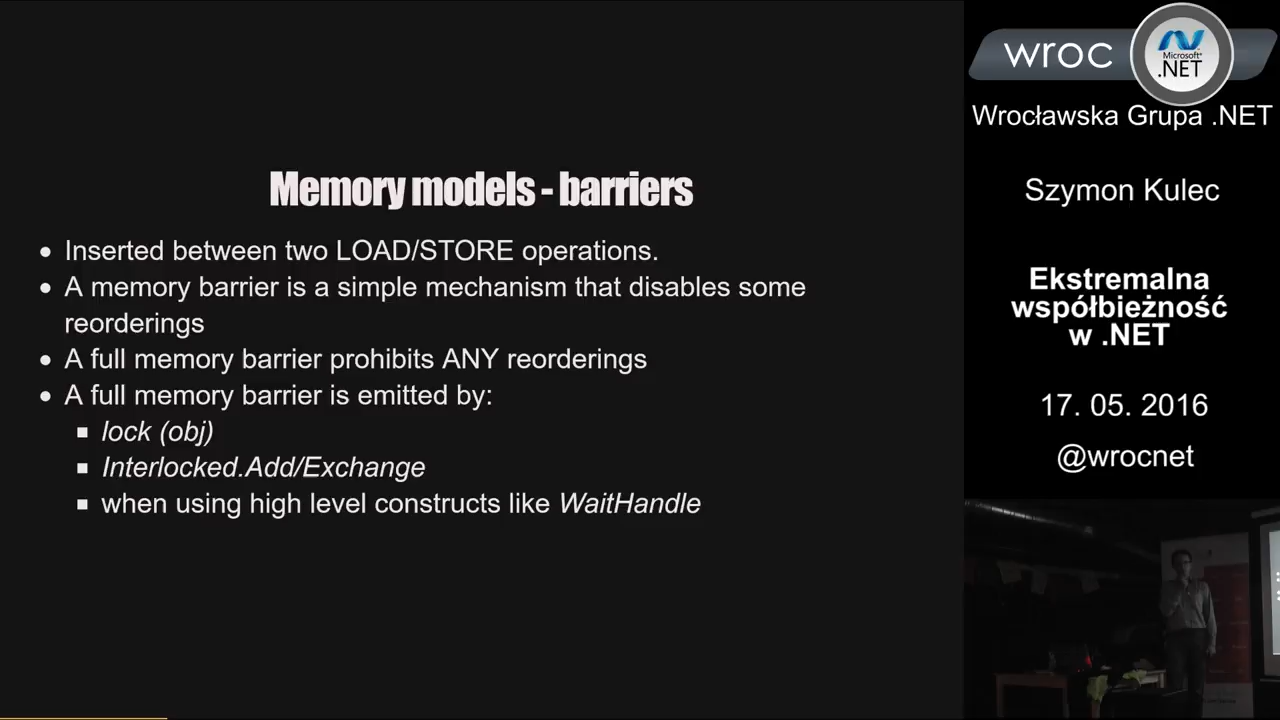 Memory models - barriers
Inserted between two LOAD/STORE operations.
A memory barrier is a simple mechanism that disables some
reorderings
A full memory barrier prohibits ANY reorderings
A full memory barrier is emitted by:
lock (obj)
Interlocked.Add/Exchange
when using high level constructs like WaitHandle
wroc
Microsoft®
.NET
Wrocławska Grupa .NET
Szymon Kulec
Ekstremalna
współbieżność
w .NET
17. 05. 2016
@wrocnet